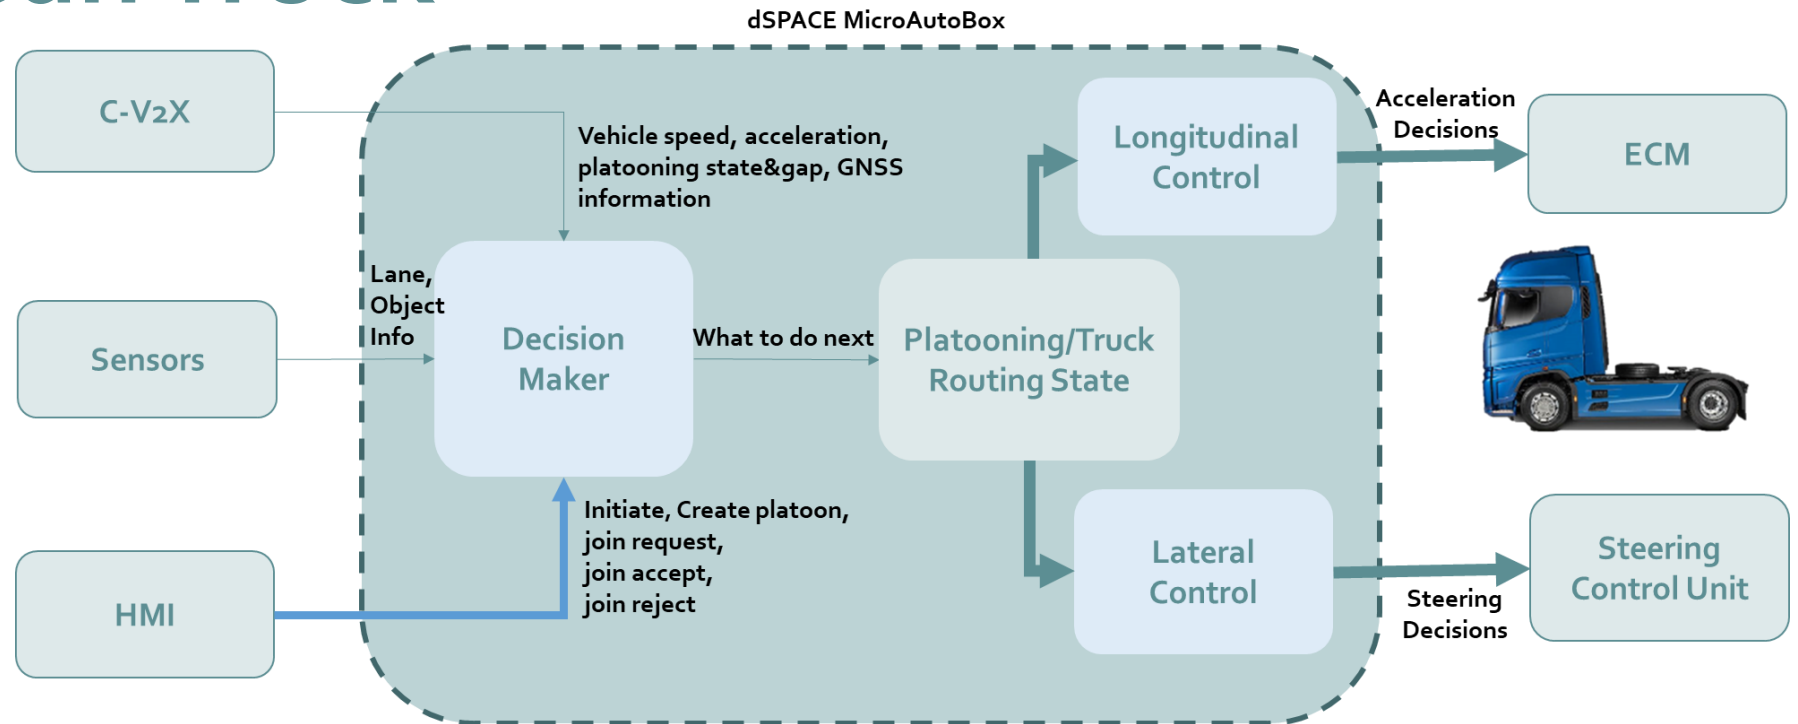 Truck
dSPACE MicroAutoBox
C-V2X
Vehicle speed, acceleration,
platooning state&gap, GNSS
information
Longitudinal
Control
Acceleration
Decisions
ECM
Lane,
Object
Info
Sensors
Decision
Maker
What to do next
Platooning/Truck
Routing State
Initiate, Create platoon,
join request,
join accept,
join reject
HMI
Lateral
Control
Steering
Decisions
Steering
Control Unit